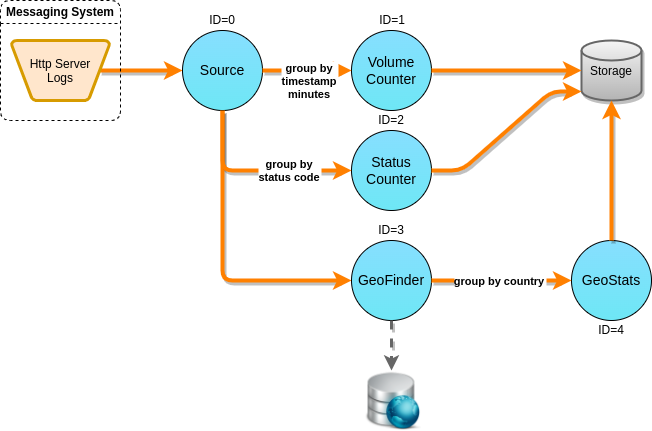 Messaging System
Http Server
Logs
ID=0
Source
group by
timestamp
minutes
ID=1
Volume
Counter
Storage
ID=2
group by
status code
Status
Counter
ID=3
GeoFinder
group by country
GeoStats
ID=4